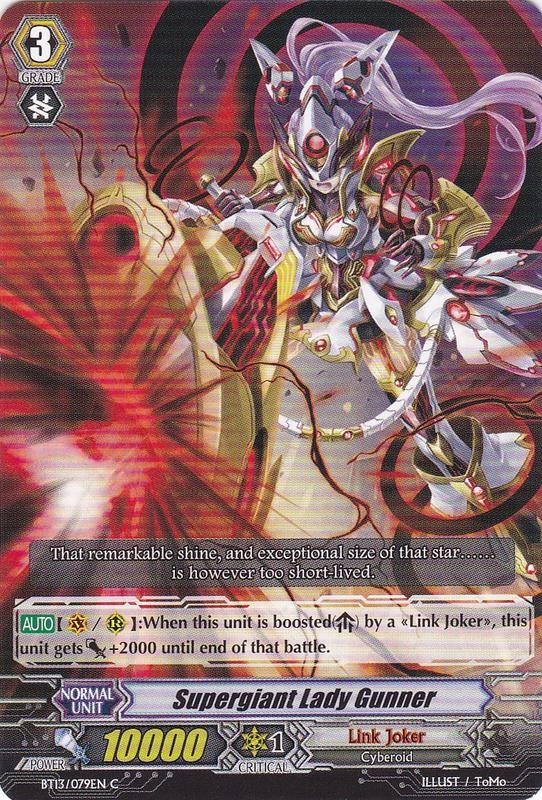 3
GRADE
That remarkable shine, and exceptional size of that star......
is however too short-lived.
AUTO【 V / R 】:When this unit is boosted( ) by a «Link Joker», this
unit gets +2000 until end of that battle.
NORMAL
UNIT
Supergiant Lady Gunner
POWER
10000
1
CRITICAL
Link Joker
Cyberoid
BT13/079EN C
ILLUST / ToMo